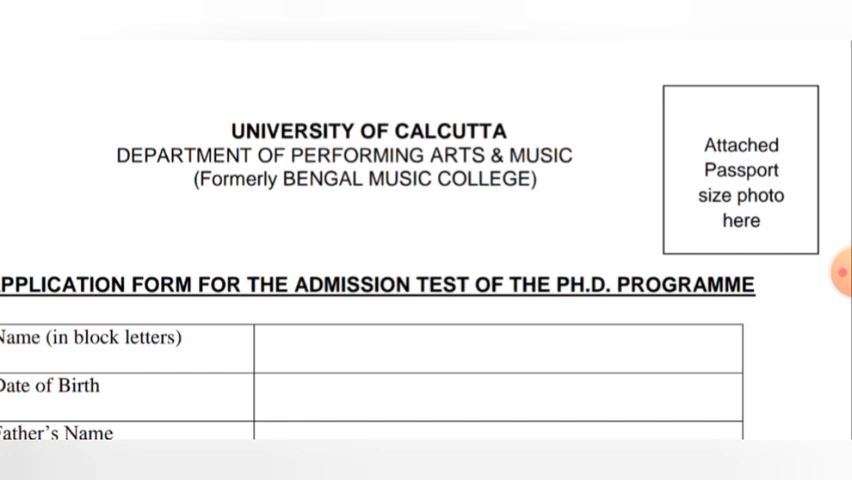 UNIVERSITY OF CALCUTTA
DEPARTMENT OF PERFORMING ARTS & MUSIC
(Formerly BENGAL MUSIC COLLEGE)
Attached
Passport
size photo
here
PPLICATION FORM FOR THE ADMISSION TEST OF THE PH.D. PROGRAMME
Name (in block letters)
Date of Birth
Father's Name